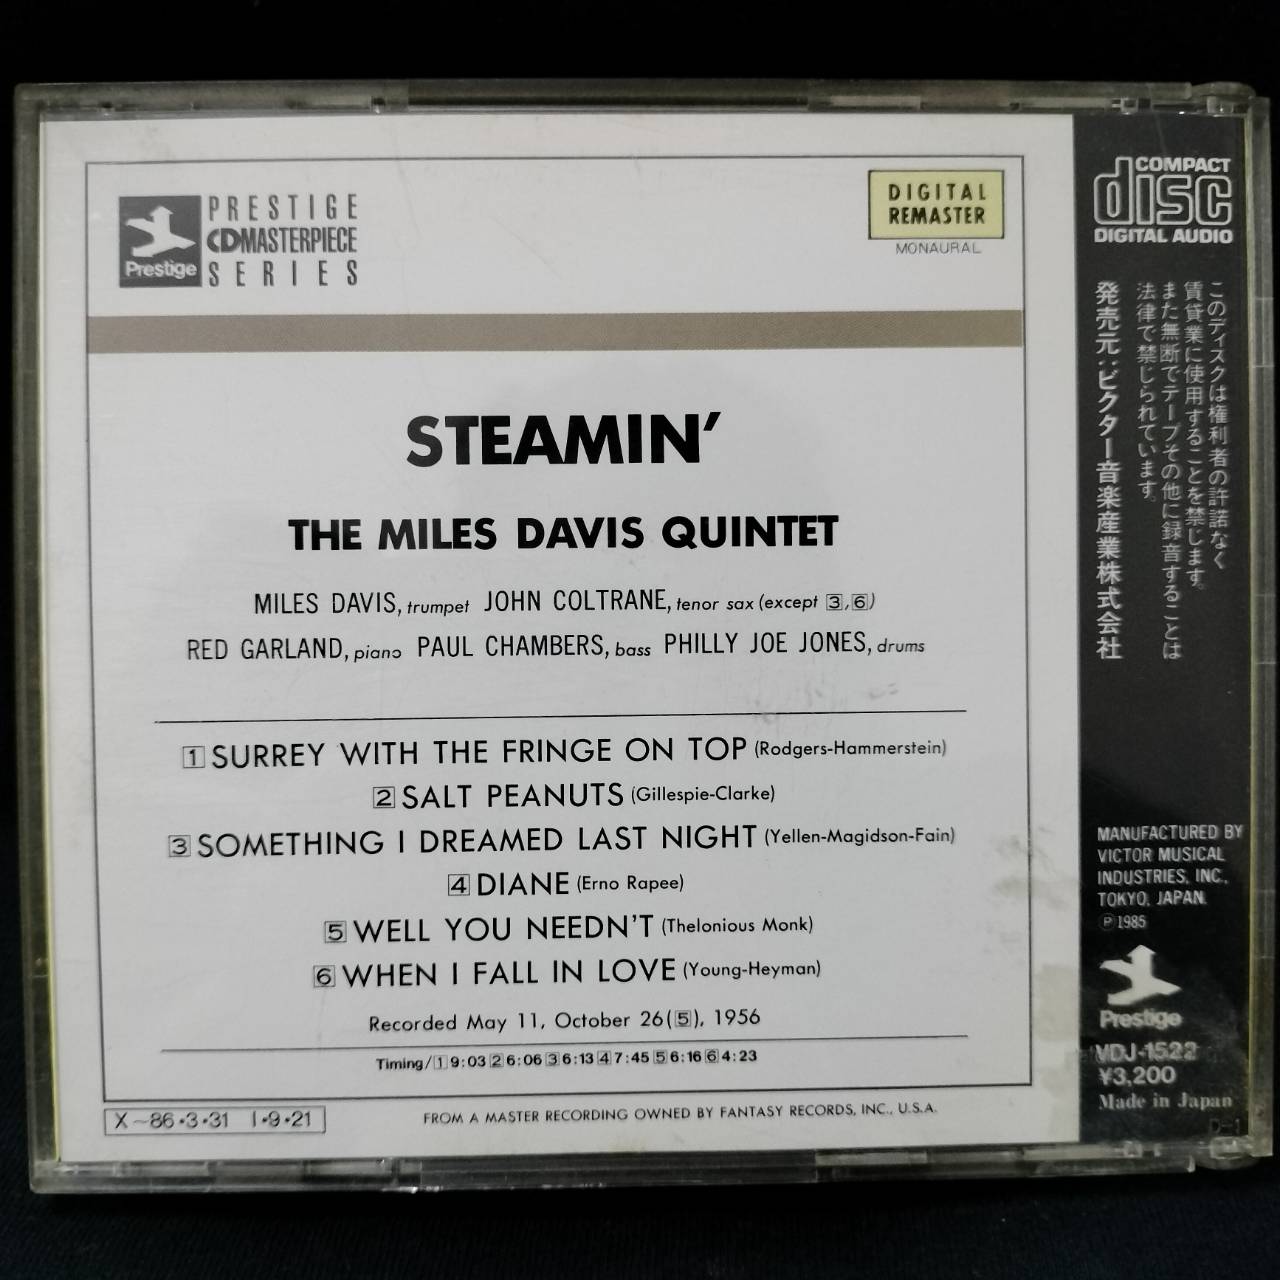 Prestige
PRESTIGE
CDMASTERPIECE
SERIES
DIGITAL
REMASTER
MONAURAL
STEAMIN'
THE MILES DAVIS QUINTET
MILES DAVIS, trumpet JOHN COLTRANE, tenor sax (except 3,6)
RED GARLAND, piano PAUL CHAMBERS, bass PHILLY JOE JONES, drums
1 SURREY WITH THE FRINGE ON TOP (Rodgers-Hammerstein)
2 SALT PEANUTS (Gillespie-Clarke)
3 SOMETHING I DREAMED LAST NIGHT (Yellen-Magidson-Fain)
4 DIANE (Erno Rapee)
5 WELL YOU NEEDN'T (Thelonious Monk)
6 WHEN I FALL IN LOVE (Young-Heyman)
Recorded May 11, October 26(5), 1956
Timing/1 9:03 2 6:06 3 6:13 4 7:45 5 6:16 6 4:23
X-86・3・31 I・9・21
FROM A MASTER RECORDING OWNED BY FANTASY RECORDS, INC., U.S.A.
COMPACT
disc
DIGITAL AUDIO
このディスクは権利者の許諾なく
賃貸業に使用することを禁じます。
また無断でテープその他に録音することは
法律で禁じられています。
発売元：ビクター音楽産業株式会社
MANUFACTURED BY
VICTOR MUSICAL
INDUSTRIES, INC.,
TOKYO, JAPAN.
Ⓟ1985
Prestige
VDJ-1522
¥3,200
Made in Japan
D-1